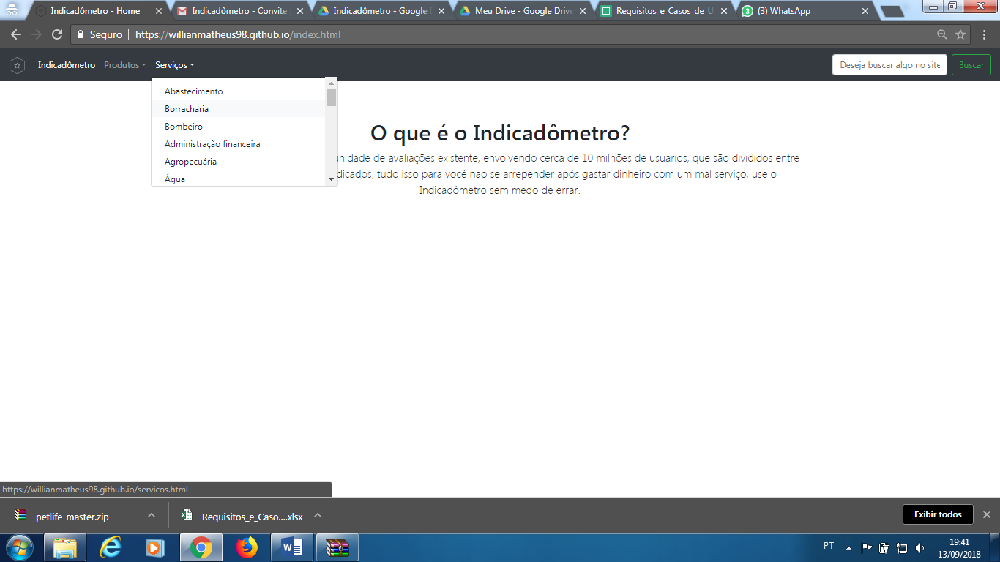 Indicadômetro - Home
Indicadômetro - Convite
Indicadômetro - Google
Meu Drive - Google Drive
Requisitos_e_Casos_de_U
(3) WhatsApp
Seguro
https://willianmatheus98.github.io/index.html
Indicadômetro Produtos Serviços
Deseja buscar algo no site
Buscar
Abastecimento
Borracharia
Bombeiro
Administração financeira
Agropecuária
Água
O que é o Indicadômetro?
unidade de avaliações existente, envolvendo cerca de 10 milhões de usuários, que são divididos entre
dicados, tudo isso para você não se arrepender após gastar dinheiro com um mal serviço, use o
Indicadômetro sem medo de errar.
https://willianmatheus98.github.io/servicos.html
petlife-master.zip
Requisitos_e_Caso....xlsx
Exibir todos
PT
19:41
13/09/2018